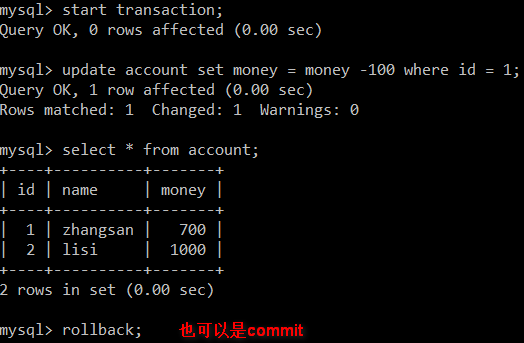 mysql> start transaction;
Query OK, 0 rows affected (0.00 sec)
mysql> update account set money = money -100 where id = 1;
Query OK, 1 row affected (0.00 sec)
Rows matched: 1  Changed: 1  Warnings: 0
mysql> select * from account;
+----+----------+-------+
| id | name     | money |
+----+----------+-------+
|  1 | zhangsan |   700 |
|  2 | lisi     |  1000 |
+----+----------+-------+
2 rows in set (0.00 sec)
mysql> rollback; 也可以是commit